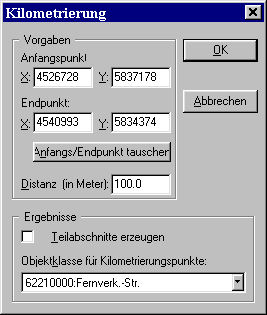 Kilometrierung
Vorgaben
Anfangspunkt
X: 4526728 Y: 5837178
Endpunkt:
X: 4540993 Y: 5834374
Anfangs/Endpunkt tauschen
Distanz (in Meter): 100.0
OK
Abbrechen
Ergebnisse
Teilabschnitte erzeugen
Objektklasse für Kilometrierungspunkte:
62210000:Fernverk.-Str.